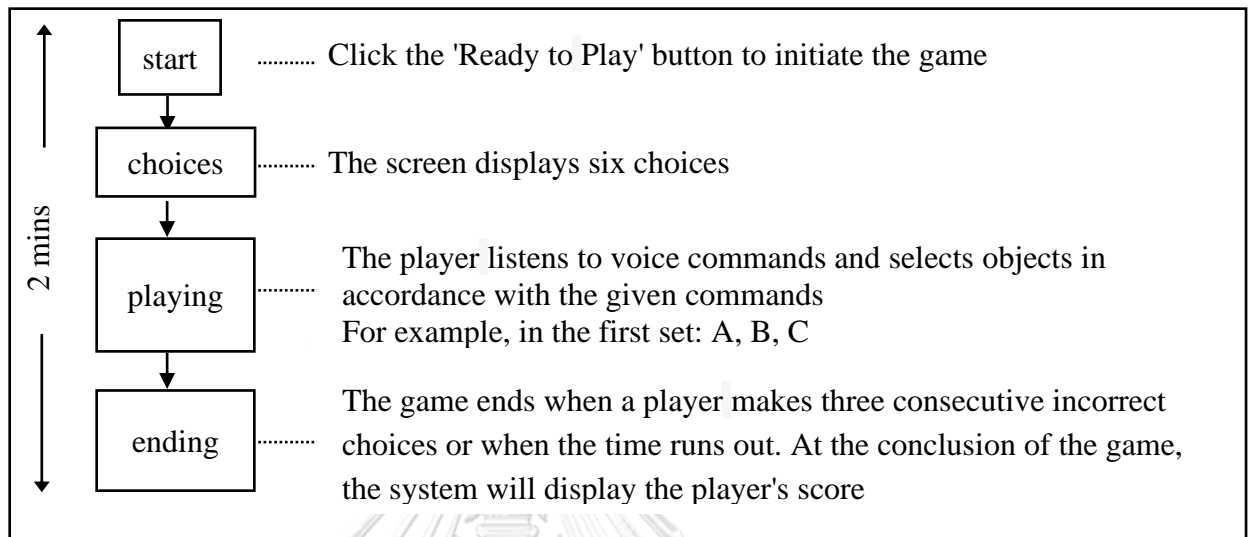 start
Click the 'Ready to Play' button to initiate the game
choices
The screen displays six choices
2 mins
playing
The player listens to voice commands and selects objects in
accordance with the given commands
For example, in the first set: A, B, C
ending
The game ends when a player makes three consecutive incorrect
choices or when the time runs out. At the conclusion of the game,
the system will display the player's score